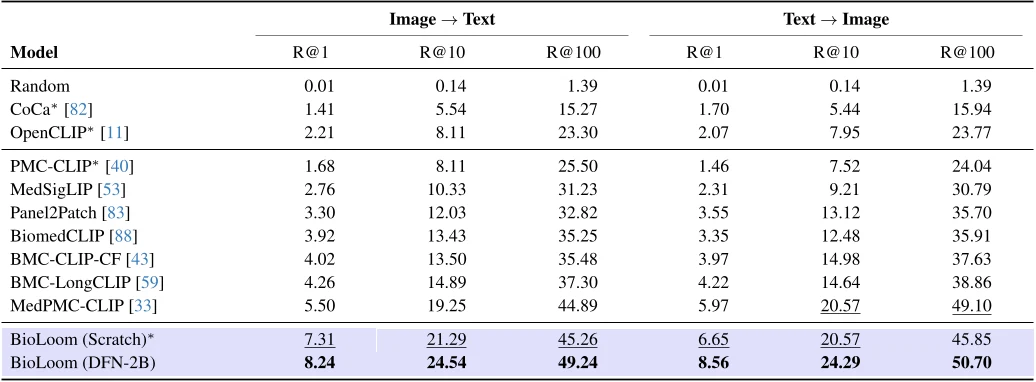 Image → Text Text → Image
Model R@1 R@10 R@100 R@1 R@10 R@100
Random 0.01 0.14 1.39 0.01 0.14 1.39
CoCa* [82] 1.41 5.54 15.27 1.70 5.44 15.94
OpenCLIP* [11] 2.21 8.11 23.30 2.07 7.95 23.77
PMC-CLIP* [40] 1.68 8.11 25.50 1.46 7.52 24.04
MedSigLIP [53] 2.76 10.33 31.23 2.31 9.21 30.79
Panel2Patch [83] 3.30 12.03 32.82 3.55 13.12 35.70
BiomedCLIP [88] 3.92 13.43 35.25 3.35 12.48 35.91
BMC-CLIP-CF [43] 4.02 13.50 35.48 3.97 14.98 37.63
BMC-LongCLIP [59] 4.26 14.89 37.30 4.22 14.64 38.86
MedPMC-CLIP [33] 5.50 19.25 44.89 5.97 20.57 49.10
BioLoom (Scratch)* 7.31 21.29 45.26 6.65 20.57 45.85
BioLoom (DFN-2B) 8.24 24.54 49.24 8.56 24.29 50.70